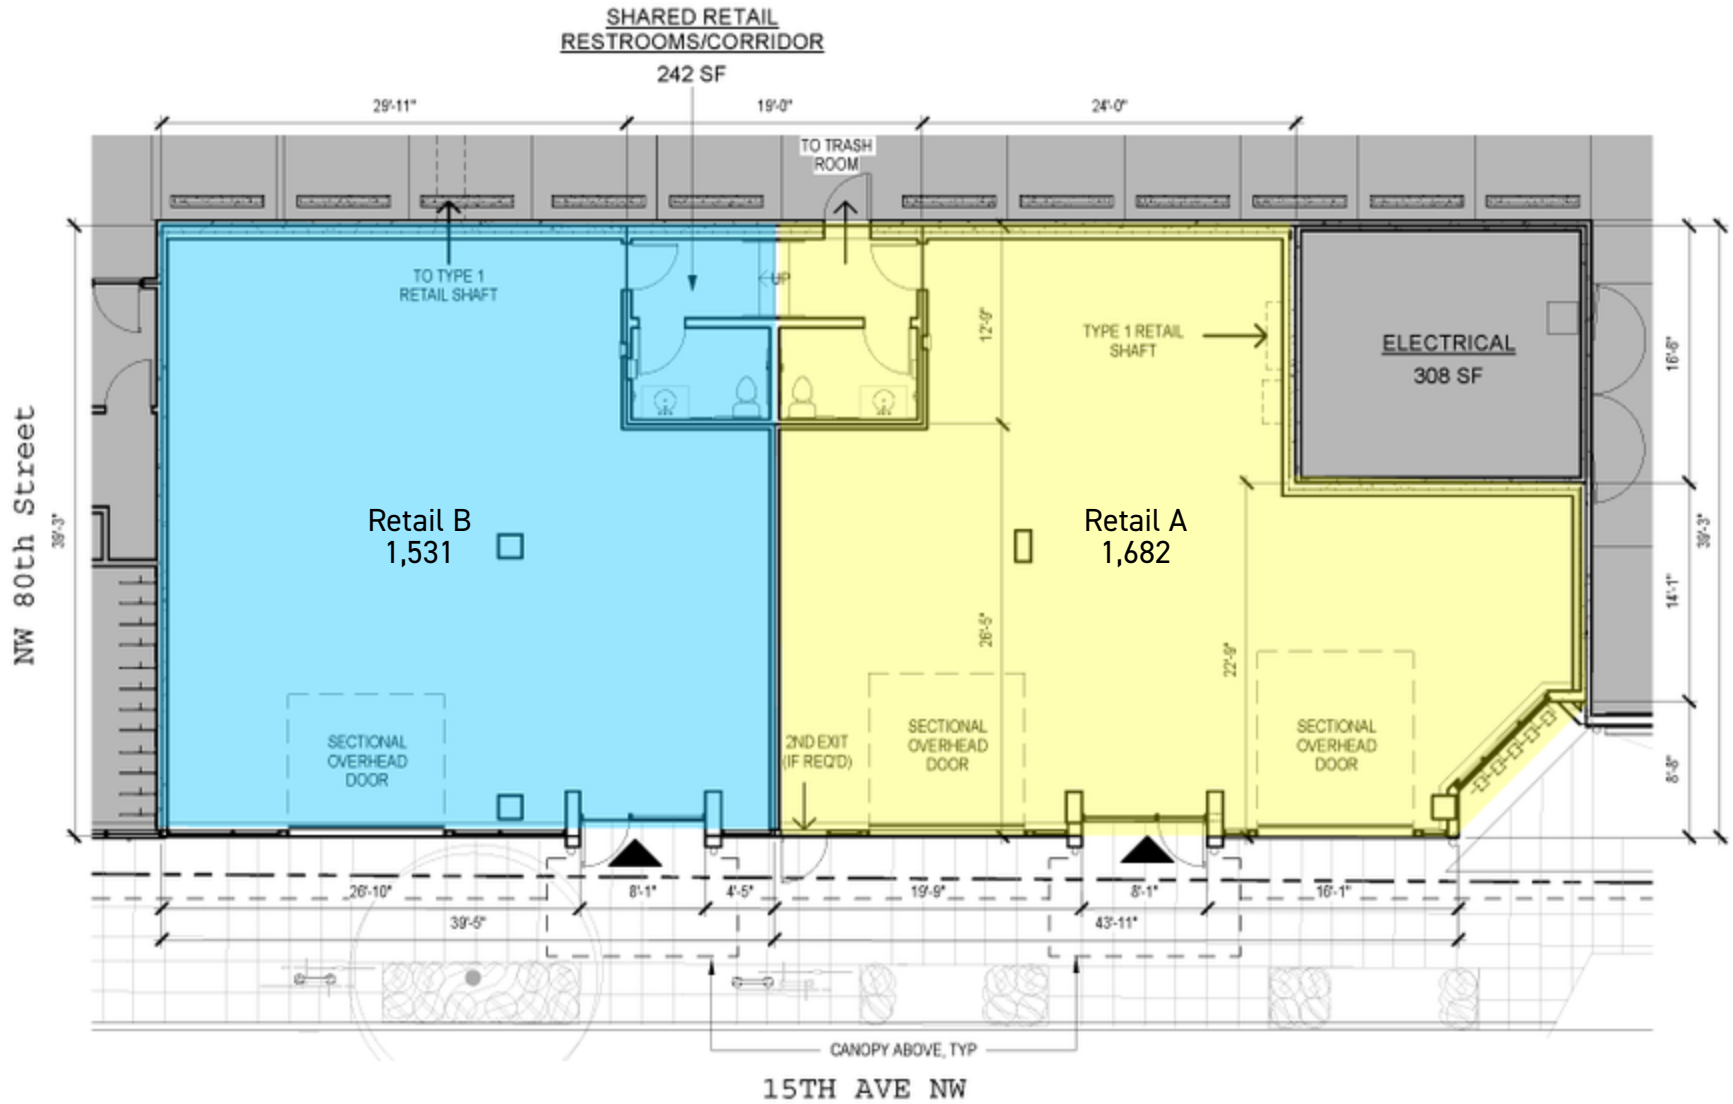 SHARED RETAIL
RESTROOMS/CORRIDOR
242 SF
29'-11"
19'-0"
24'-0"
TO TRASH
ROOM
TO TYPE 1
RETAIL SHAFT
UP
12'-9"
TYPE 1 RETAIL
SHAFT
ELECTRICAL
308 SF
16'-6"
NW 80th Street
39'-3"
Retail B
1,531
Retail A
1,682
39'-3"
14'-1"
26'-5"
22'-9"
8'-8"
SECTIONAL
OVERHEAD
DOOR
2ND EXIT
(IF REQ'D)
SECTIONAL
OVERHEAD
DOOR
SECTIONAL
OVERHEAD
DOOR
26'-10"
8'-1"
4'-5"
19'-9"
8'-1"
16'-1"
39'-5"
43'-11"
CANOPY ABOVE, TYP
15TH AVE NW